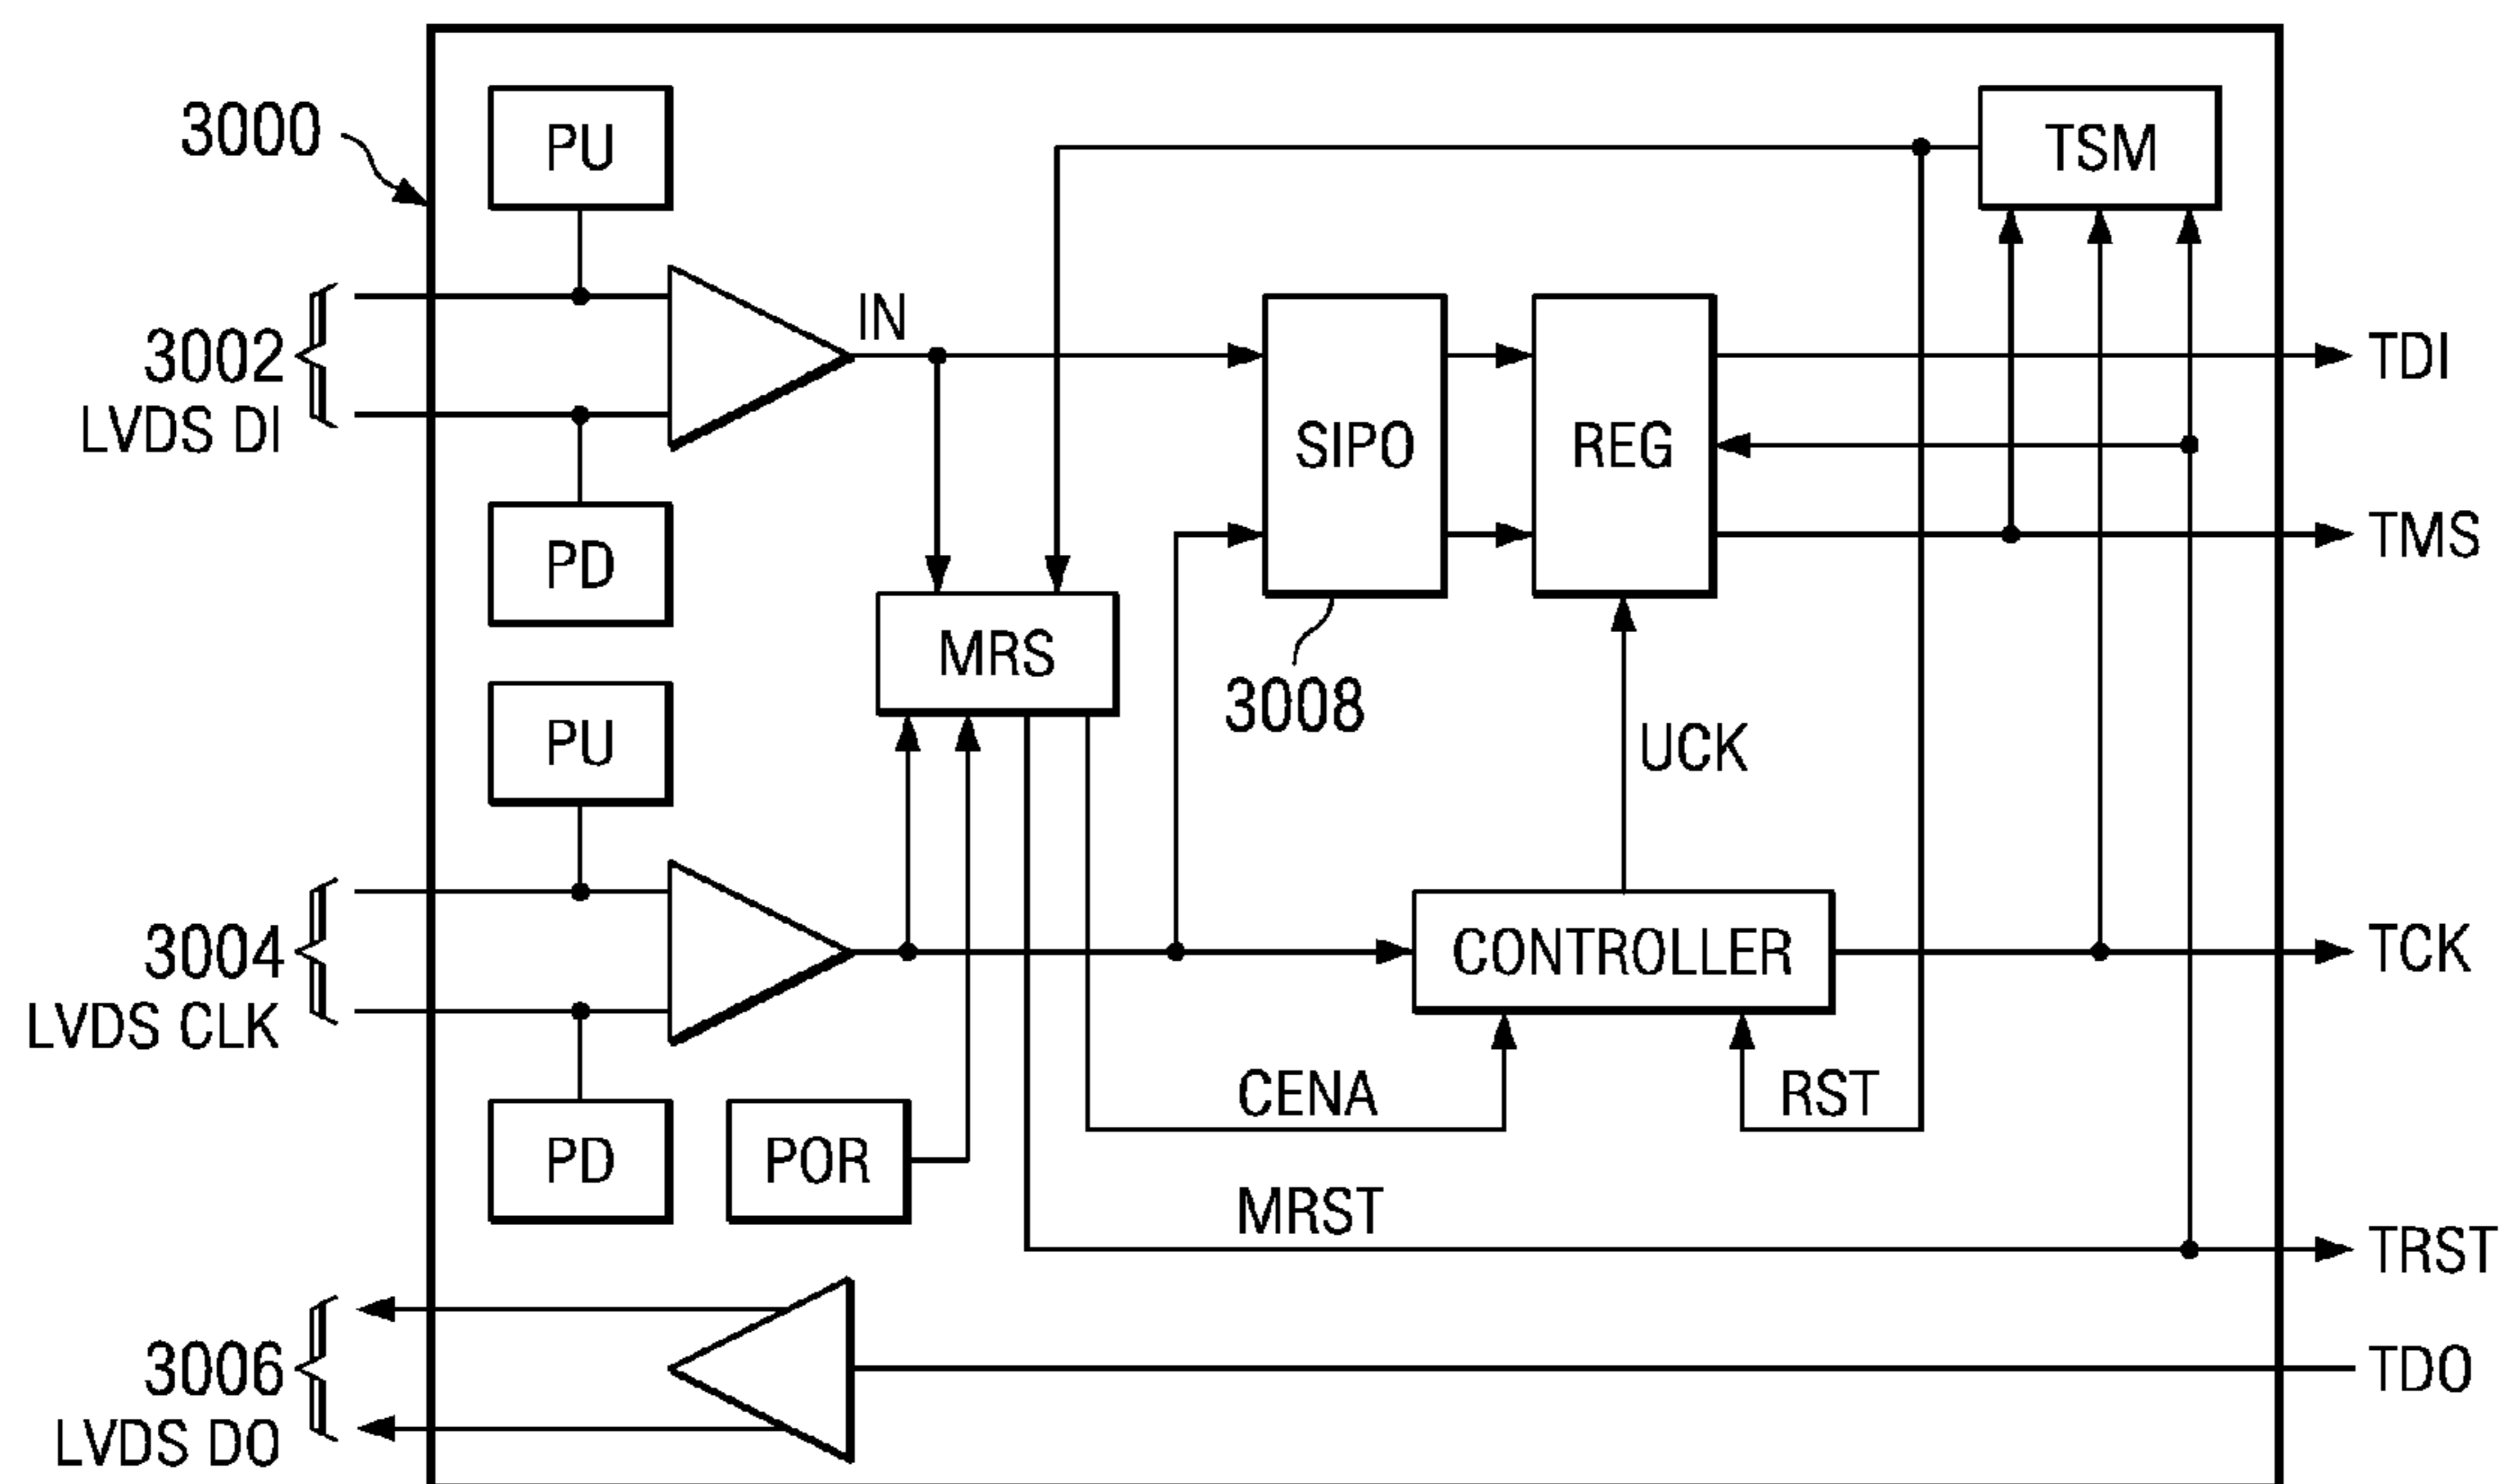 3000
PU
TSM
IN
3002
LVDS DI
TDI
SIPO
REG
PD
TMS
MRS
3008
PU
UCK
3004
LVDS CLK
CONTROLLER
TCK
CENA
RST
PD
POR
MRST
TRST
3006
LVDS DO
TDO